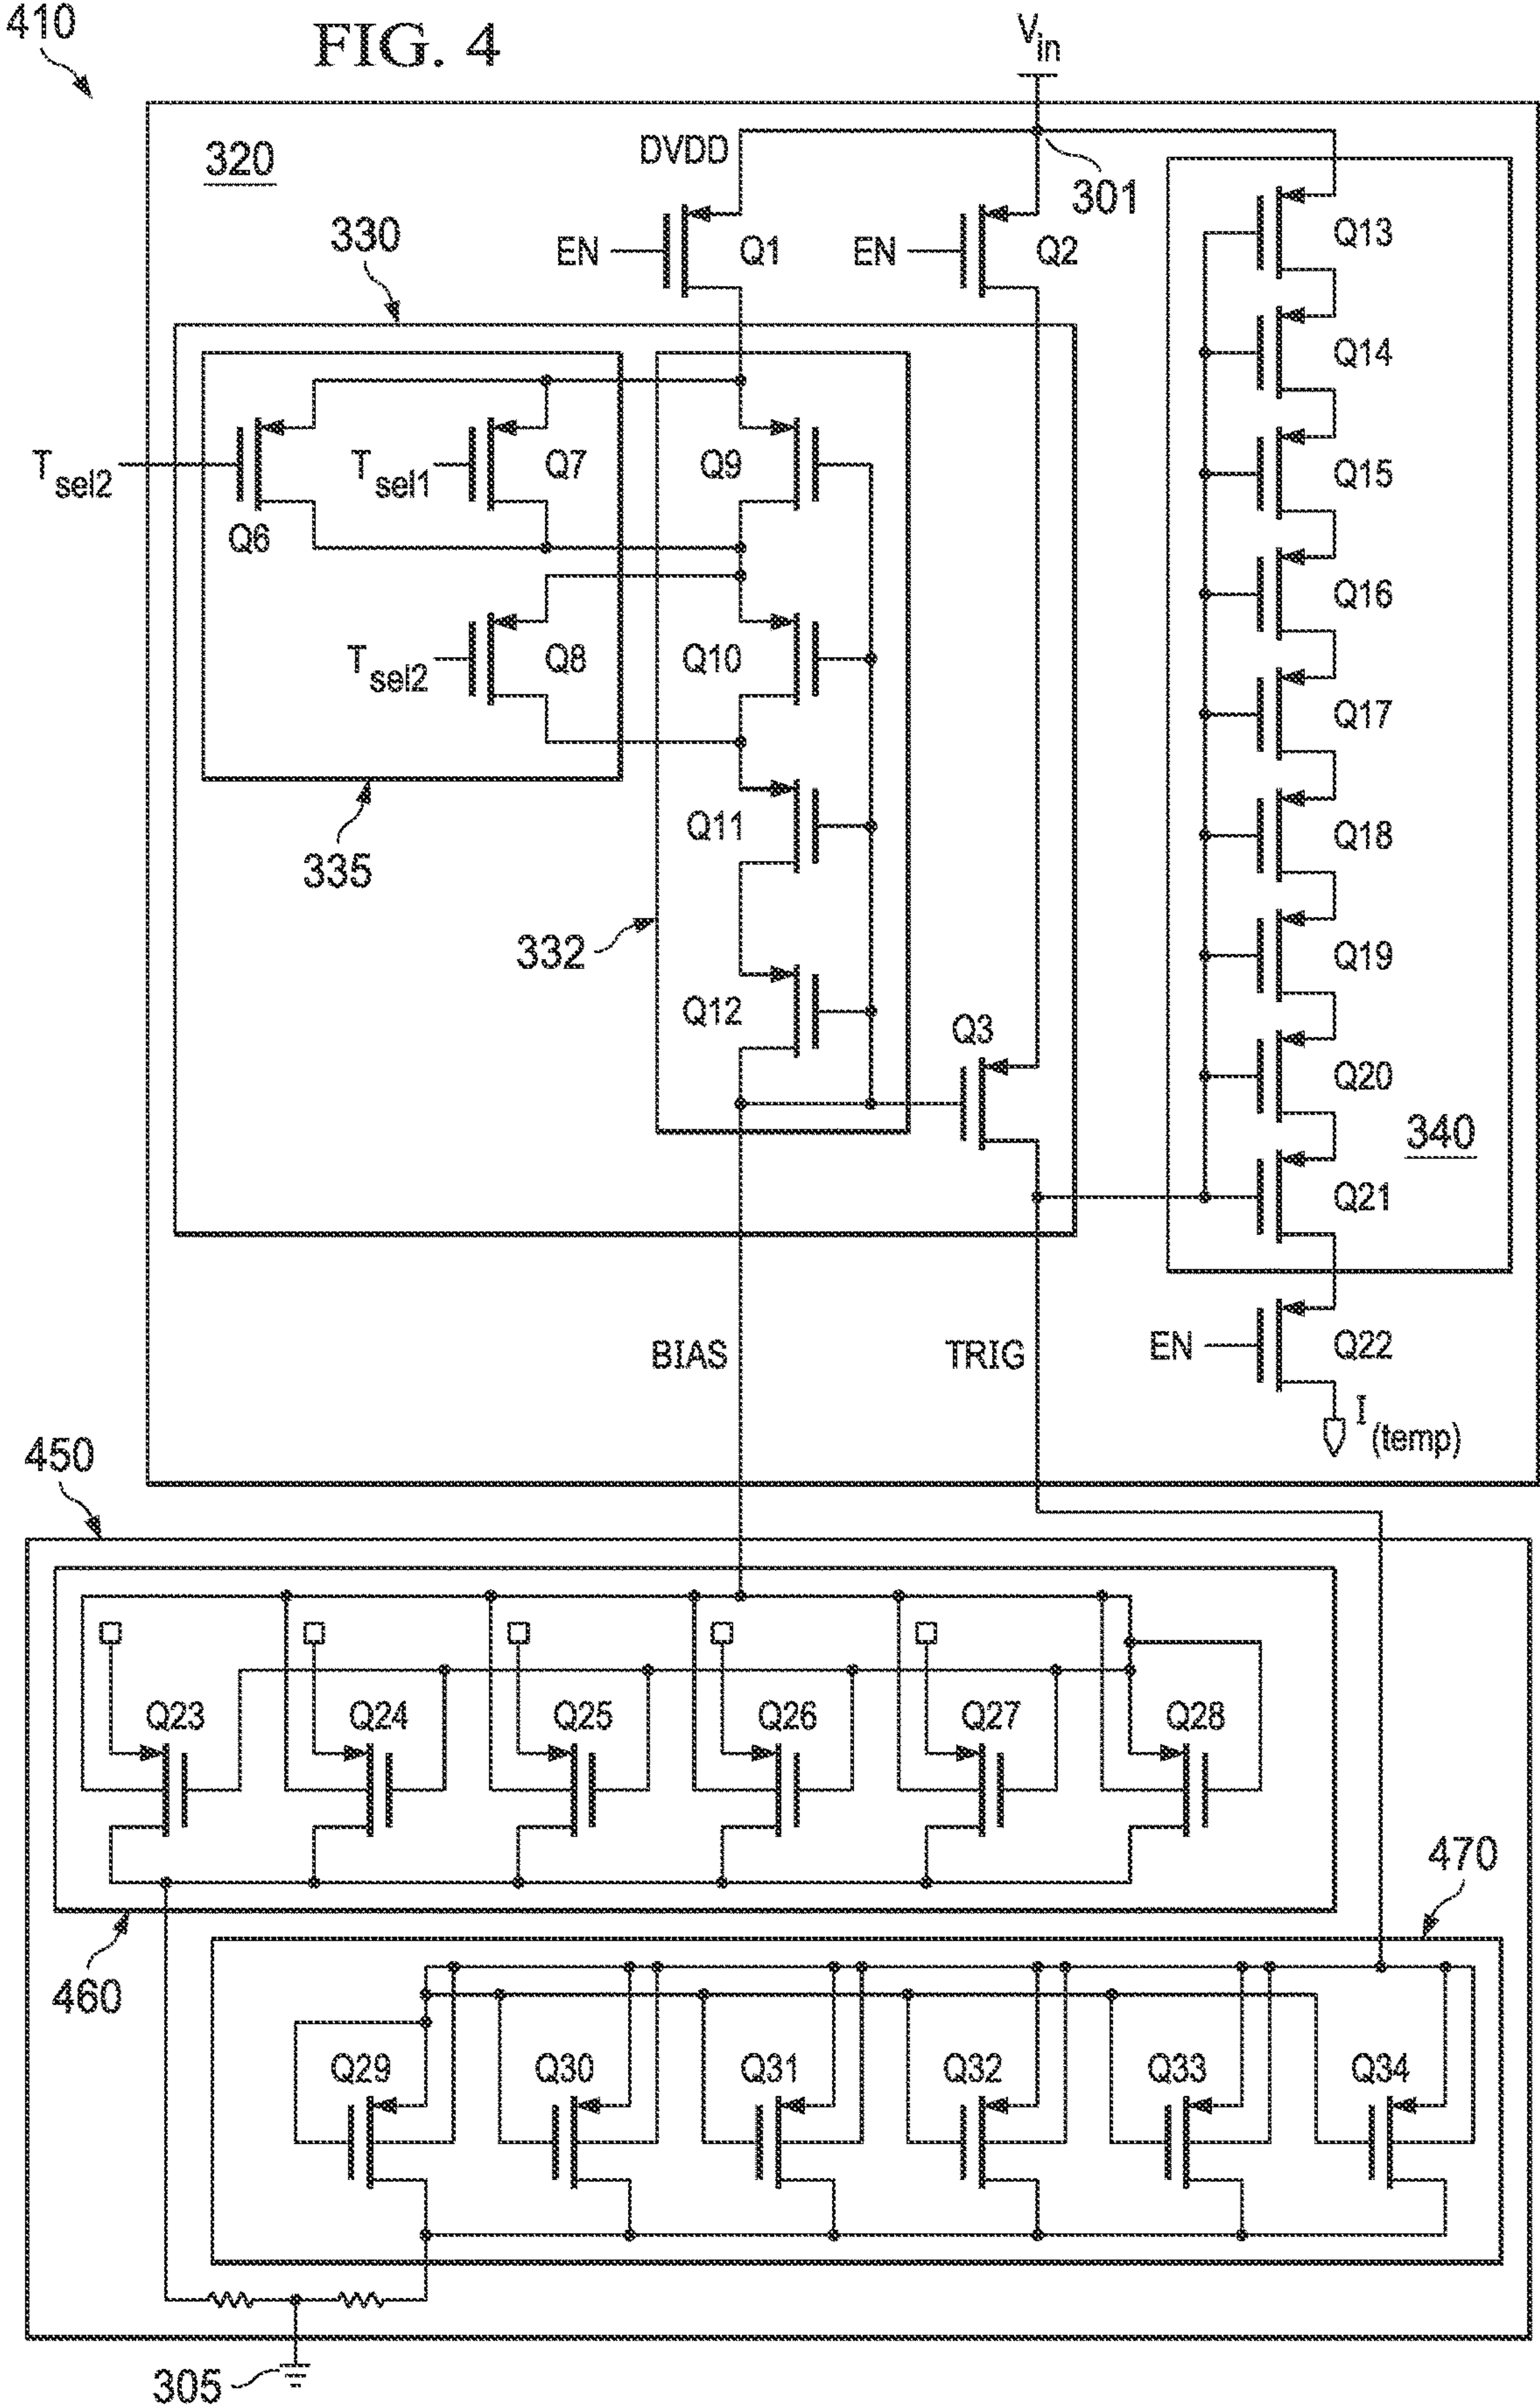 410
FIG. 4
Vin
320
DVDD
301
330
EN
Q1
EN
Q2
Q13
Q14
Tsel2
Tsel1
Q7
Q9
Q15
Q6
Q16
Tsel2
Q8
Q10
Q17
335
Q11
Q18
332
Q19
Q12
Q3
Q20
340
Q21
BIAS
TRIG
EN
Q22
I(temp)
450
Q23
Q24
Q25
Q26
Q27
Q28
470
460
Q29
Q30
Q31
Q32
Q33
Q34
305